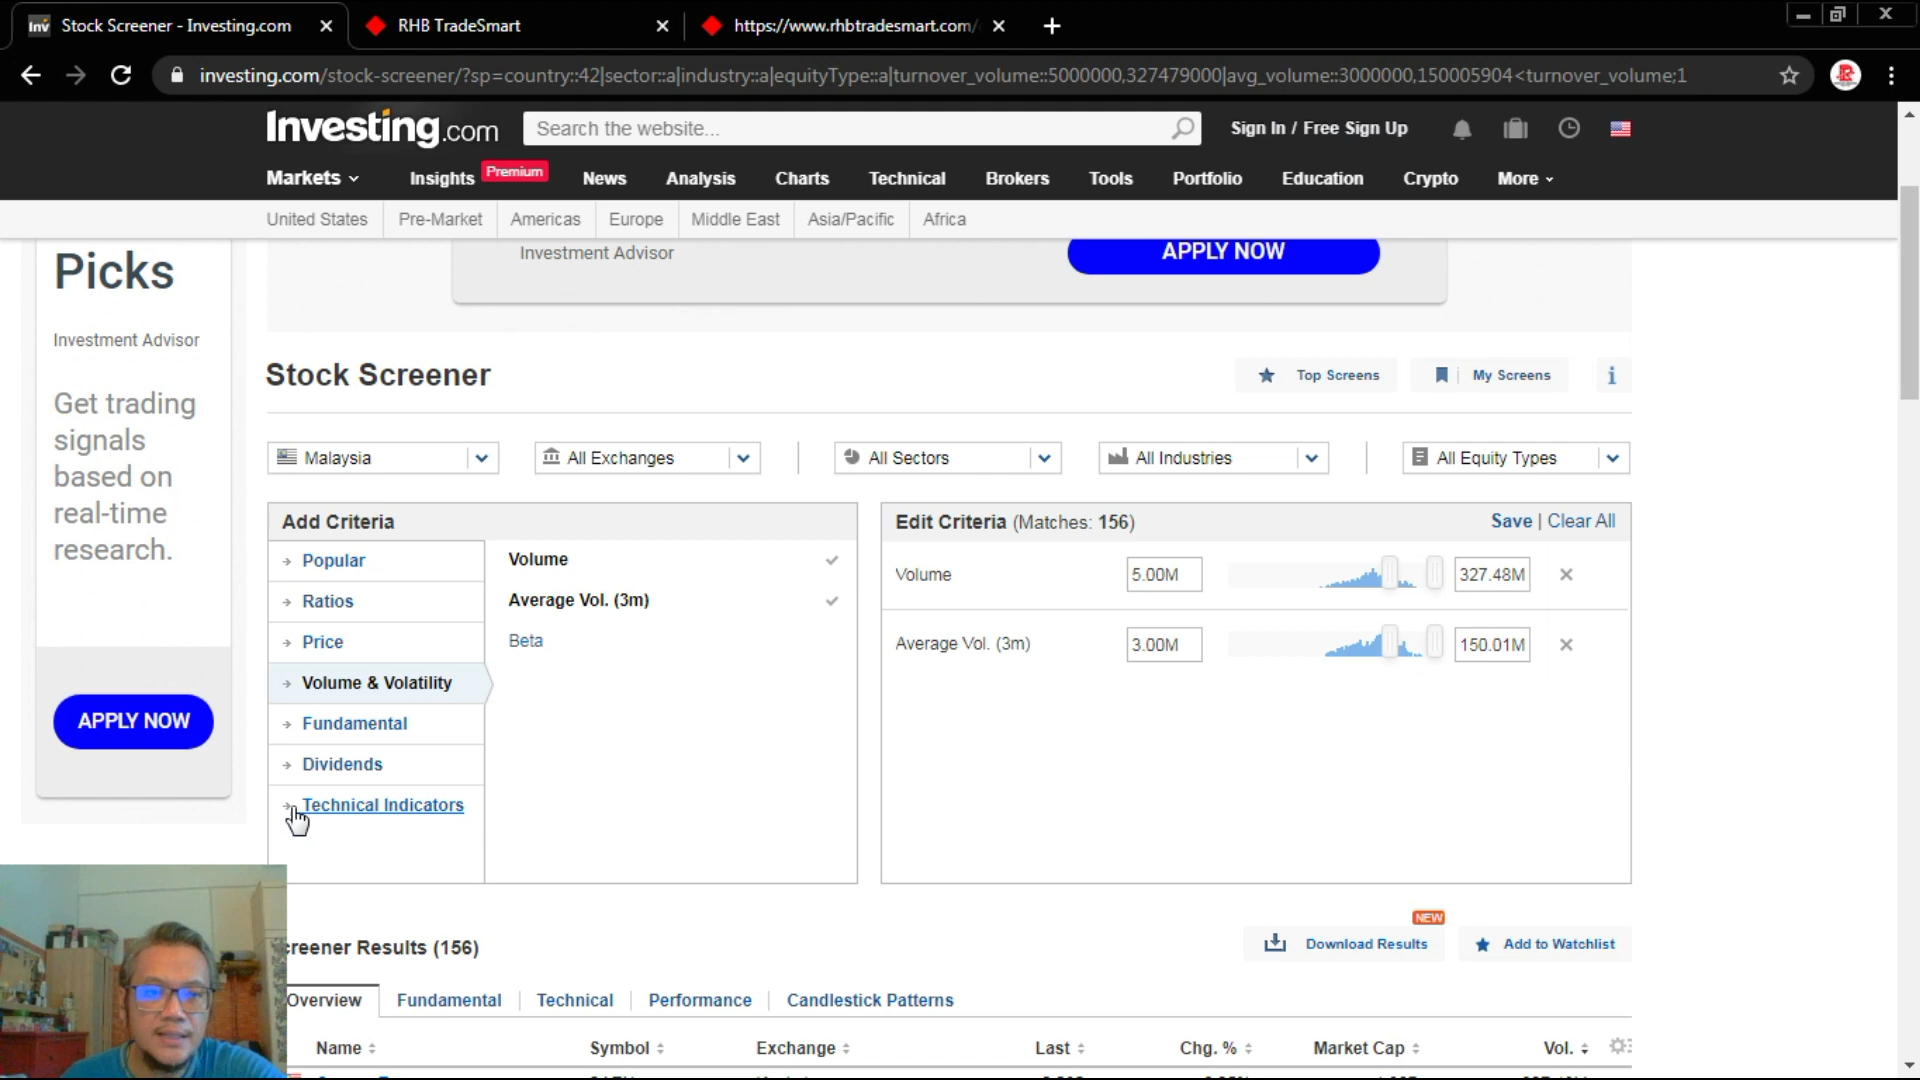 Inv Stock Screener - Investing.com
RHB TradeSmart
https://www.rhbtradesmart.com/
investing.com/stock-screener/?sp=country::42|sector::a|industry::a|equityType::a|turnover_volume::5000000,327479000|avg_volume::3000000,150005904<turnover_volume;1
Investing.com
Search the website...
Sign In / Free Sign Up
Markets
Insights
Premium
News
Analysis
Charts
Technical
Brokers
Tools
Portfolio
Education
Crypto
More
United States
Pre-Market
Americas
Europe
Middle East
Asia/Pacific
Africa
Picks
Investment Advisor
Get trading
signals
based on
real-time
research.
APPLY NOW
Investment Advisor
APPLY NOW
Stock Screener
Top Screens
My Screens
i
Malaysia
All Exchanges
All Sectors
All Industries
All Equity Types
Add Criteria
Popular
Ratios
Price
Volume & Volatility
Fundamental
Dividends
Technical Indicators
Volume
Average Vol. (3m)
Beta
Edit Criteria (Matches: 156)
Save | Clear All
Volume 5.00M 327.48M
Average Vol. (3m) 3.00M 150.01M
creener Results (156)
NEW
Download Results
Add to Watchlist
Overview
Fundamental
Technical
Performance
Candlestick Patterns
Name
Symbol
Exchange
Last
Chg. %
Market Cap
Vol.